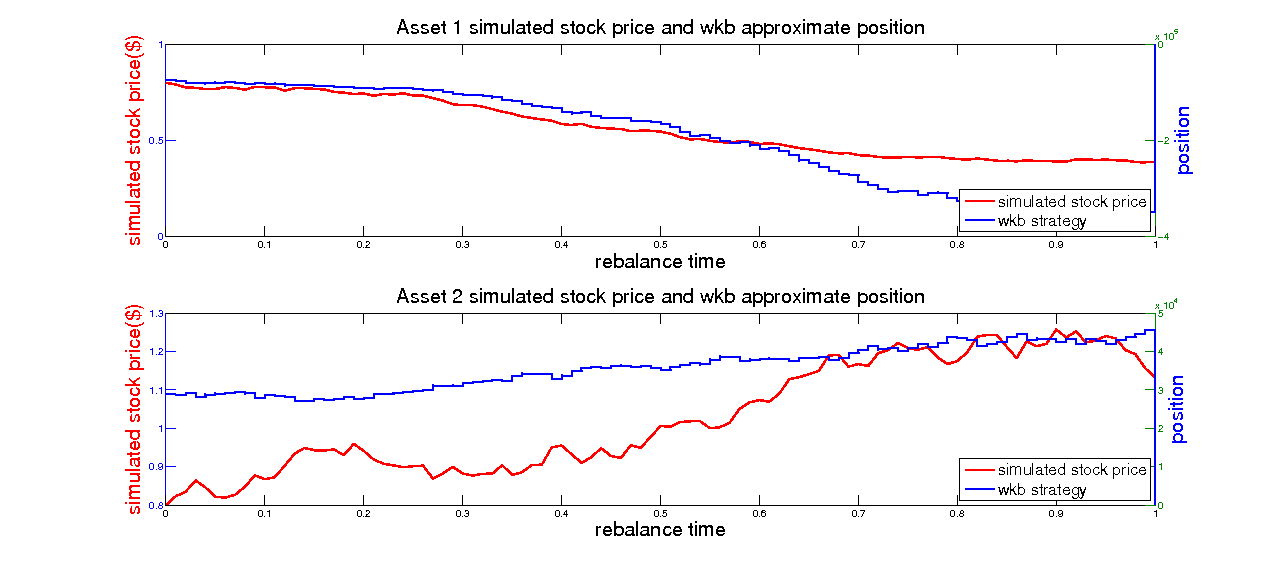 Asset 1 simulated stock price and wkb approximate position
x 10^5
1
0.5
0
simulated stock price($)
0
-2
-4
position
simulated stock price
wkb strategy
0 0.1 0.2 0.3 0.4 0.5 0.6 0.7 0.8 0.9 1
rebalance time
Asset 2 simulated stock price and wkb approximate position
x 10^4
1.3
1.2
1.1
1
0.9
0.8
simulated stock price($)
5
4
3
2
1
0
position
simulated stock price
wkb strategy
0 0.1 0.2 0.3 0.4 0.5 0.6 0.7 0.8 0.9 1
rebalance time